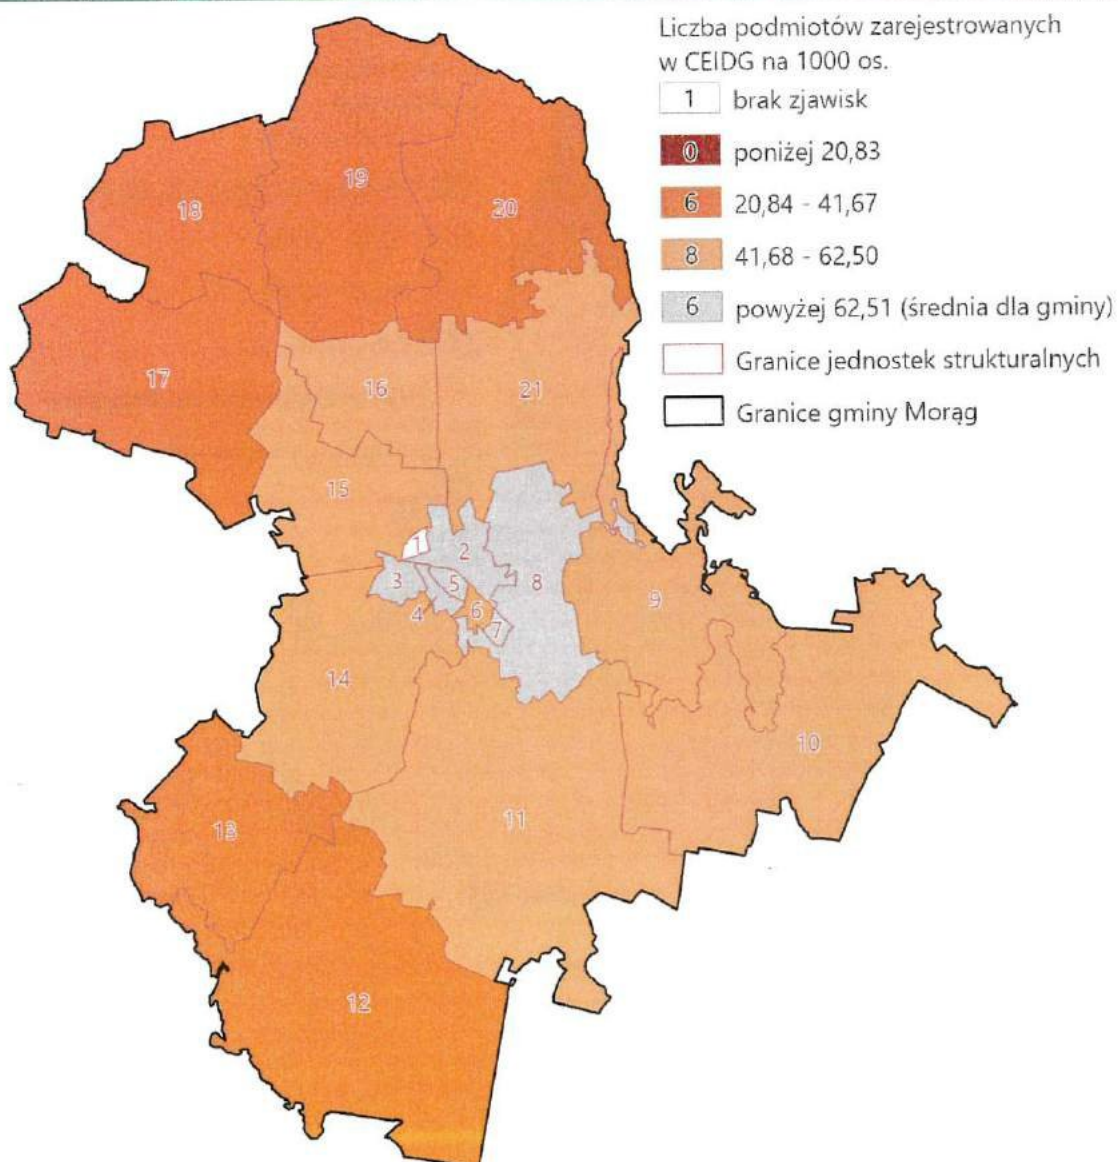 Liczba podmiotów zarejestrowanych
w CEIDG na 1000 os.
1 brak zjawisk
0 poniżej 20,83
6 20,84 - 41,67
8 41,68 - 62,50
6 powyżej 62,51 (średnia dla gminy)
Granice jednostek strukturalnych
Granice gminy Morąg
19
18
20
17
16
21
15
1
2
3
5
8
4
6
7
9
14
10
11
13
12